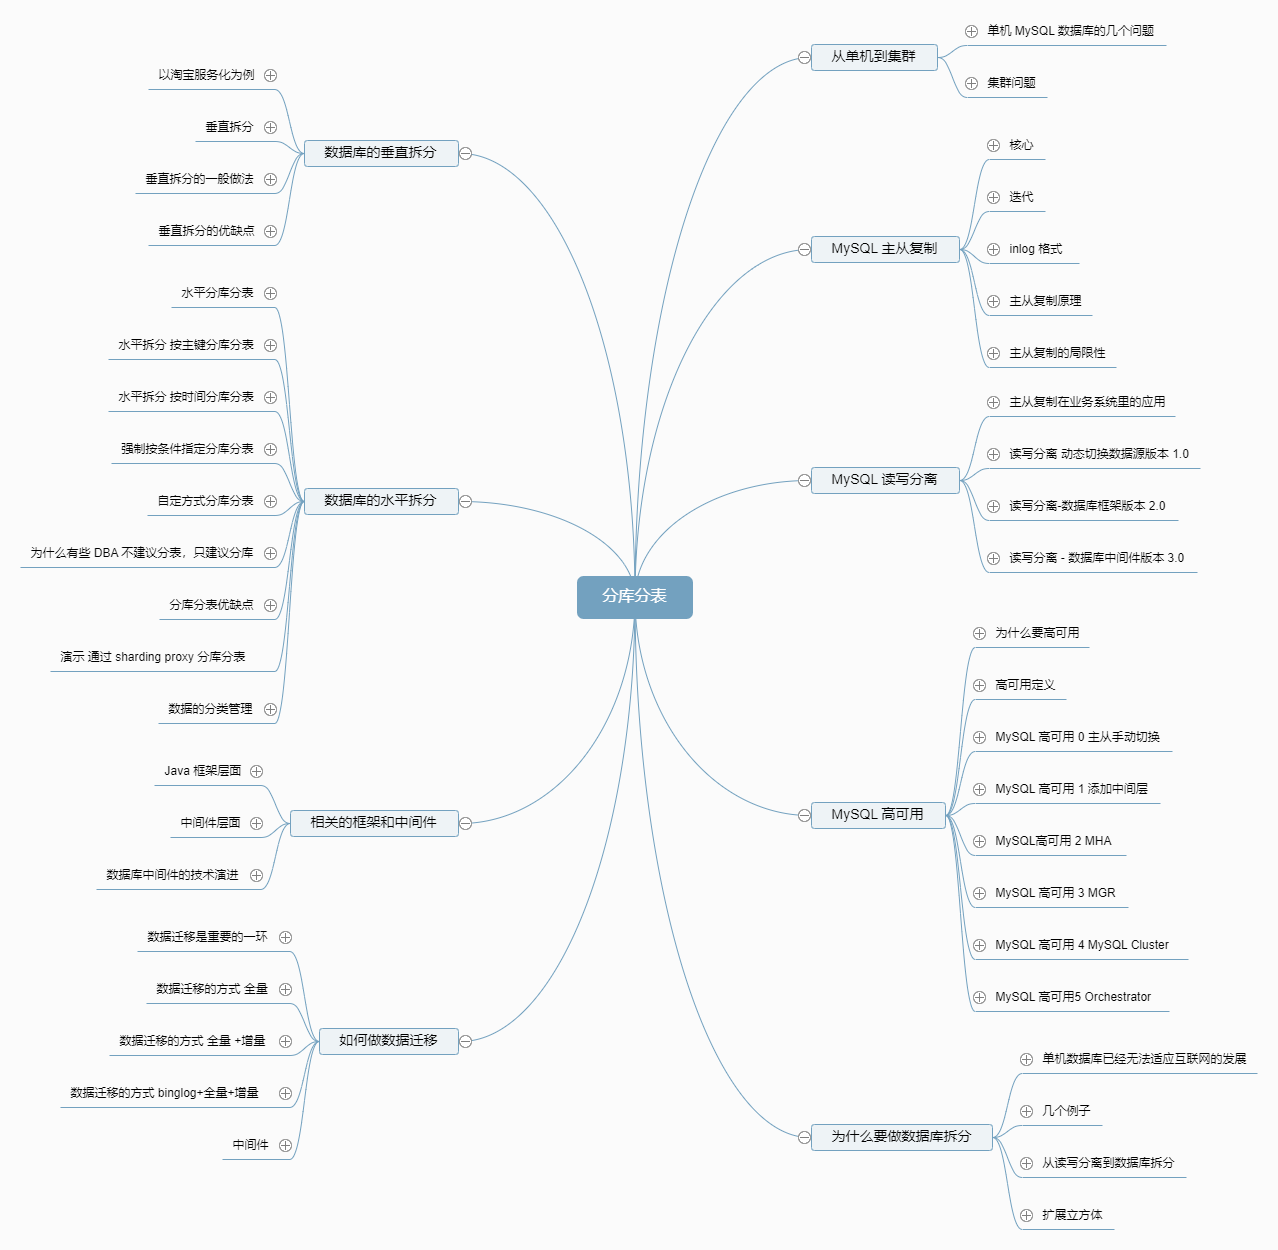 分库分表
从单机到集群
单机 MySQL 数据库的几个问题
集群问题
MySQL 主从复制
核心
迭代
inlog 格式
主从复制原理
主从复制的局限性
MySQL 读写分离
主从复制在业务系统里的应用
读写分离 动态切换数据源版本 1.0
读写分离-数据库框架版本 2.0
读写分离 - 数据库中间件版本 3.0
MySQL 高可用
为什么要高可用
高可用定义
MySQL 高可用 0 主从手动切换
MySQL 高可用 1 添加中间层
MySQL高可用 2 MHA
MySQL 高可用 3 MGR
MySQL 高可用 4 MySQL Cluster
MySQL 高可用5 Orchestrator
为什么要做数据库拆分
单机数据库已经无法适应互联网的发展
几个例子
从读写分离到数据库拆分
扩展立方体
数据库的垂直拆分
以淘宝服务化为例
垂直拆分
垂直拆分的一般做法
垂直拆分的优缺点
数据库的水平拆分
水平分库分表
水平拆分 按主键分库分表
水平拆分 按时间分库分表
强制按条件指定分库分表
自定方式分库分表
为什么有些 DBA 不建议分表，只建议分库
分库分表优缺点
演示 通过 sharding proxy 分库分表
数据的分类管理
相关的框架和中间件
Java 框架层面
中间件层面
数据库中间件的技术演进
如何做数据迁移
数据迁移是重要的一环
数据迁移的方式 全量
数据迁移的方式 全量 +增量
数据迁移的方式 binglog+全量+增量
中间件